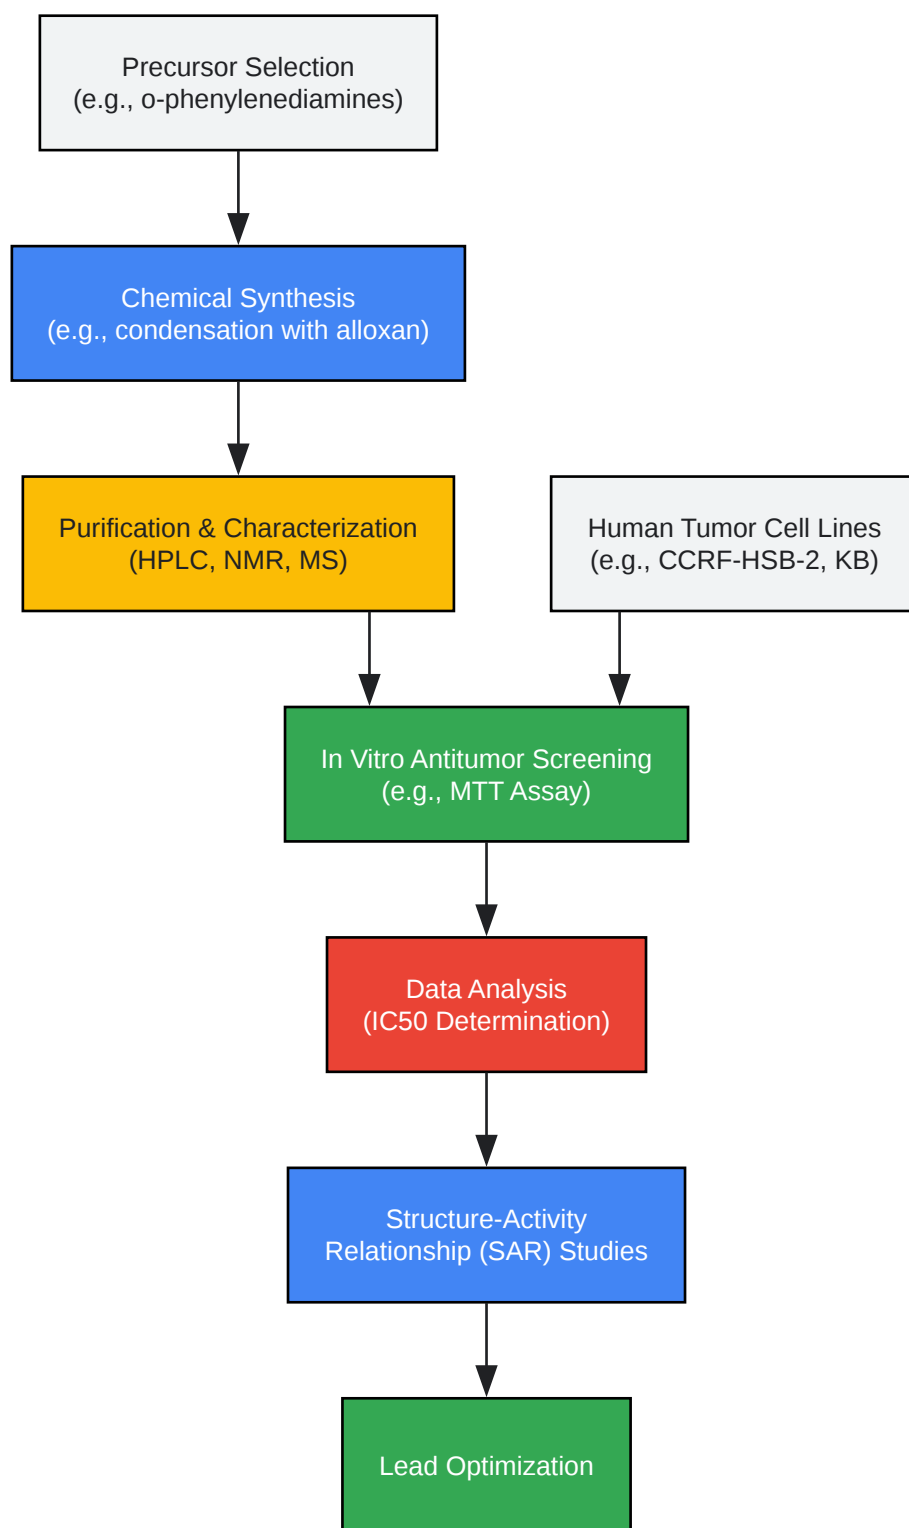 Precursor Selection
(e.g., o-phenylenediamines)
Chemical Synthesis
(e.g., condensation with alloxan)
Purification & Characterization
(HPLC, NMR, MS)
Human Tumor Cell Lines
(e.g., CCRF-HSB-2, KB)
In Vitro Antitumor Screening
(e.g., MTT Assay)
Data Analysis
(IC50 Determination)
Structure-Activity
Relationship (SAR) Studies
Lead Optimization